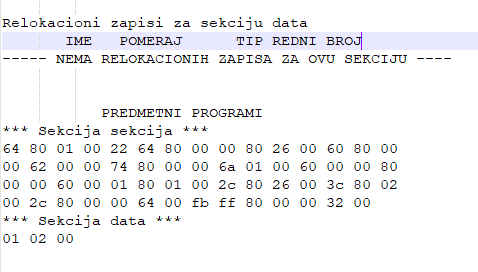 Relokacioni zapisi za sekciju data
IME POMERAJ TIP REDNI BROJ
----- NEMA RELOKACIONIH ZAPISA ZA OVU SEKCIJU ----
PREDMETNI PROGRAMI
*** Sekcija sekcija ***
64 80 01 00 22 64 80 00 00 80 26 00 60 80 00
00 62 00 00 74 80 00 00 6a 01 00 60 00 00 80
00 00 60 00 01 80 01 00 2c 80 26 00 3c 80 02
00 2c 80 00 00 64 00 fb ff 80 00 00 32 00
*** Sekcija data ***
01 02 00